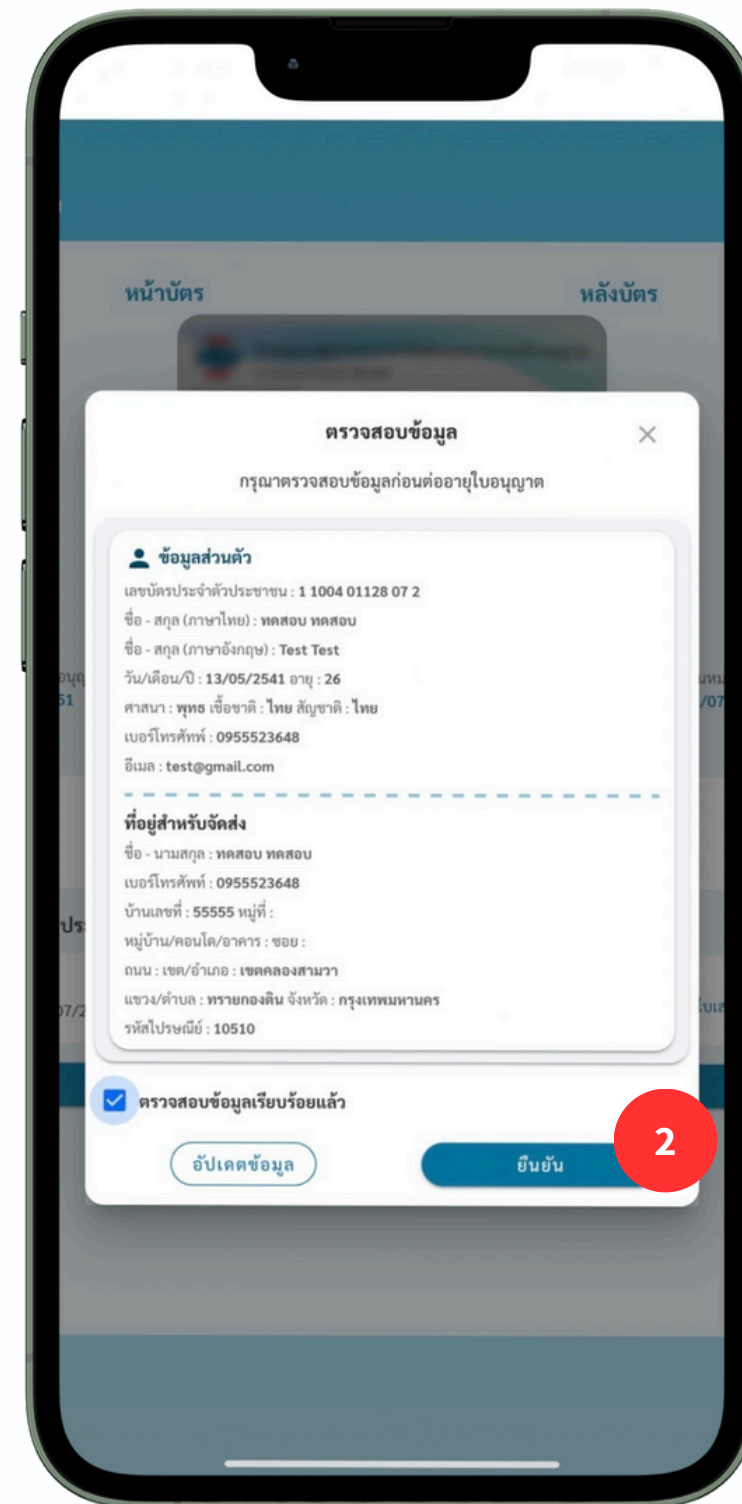 หน้าบัตร
หลังบัตร
ตรวจสอบข้อมูล
กรุณาตรวจสอบข้อมูลก่อนต่ออายุใบอนุญาต
ข้อมูลส่วนตัว
เลขบัตรประจำตัวประชาชน : 1 1004 01128 07 2
ชื่อ - สกุล (ภาษาไทย) : ทดสอบ ทดสอบ
ชื่อ - สกุล (ภาษาอังกฤษ) : Test Test
วัน/เดือน/ปี : 13/05/2541 อายุ : 26
ศาสนา : พุทธ เชื้อชาติ : ไทย สัญชาติ : ไทย
เบอร์โทรศัทพ์ : 0955523648
อีเมล : test@gmail.com
51
/07
ที่อยู่สำหรับจัดส่ง
ชื่อ - นามสกุล : ทดสอบ ทดสอบ
เบอร์โทรศัพท์ : 0955523648
บ้านเลขที่ : 55555 หมู่ที่ :
หมู่บ้าน/คอนโด/อาคาร : ซอย :
ถนน : เขต/อำเภอ : เขตคลองสามวา
แขวง/ตำบล : ทรายกองดิน จังหวัด : กรุงเทพมหานคร
รหัสไปรษณีย์ : 10510
ประ
07/2
ตรวจสอบข้อมูลเรียบร้อยแล้ว
อัปเดตข้อมูล
ยืนยัน
2